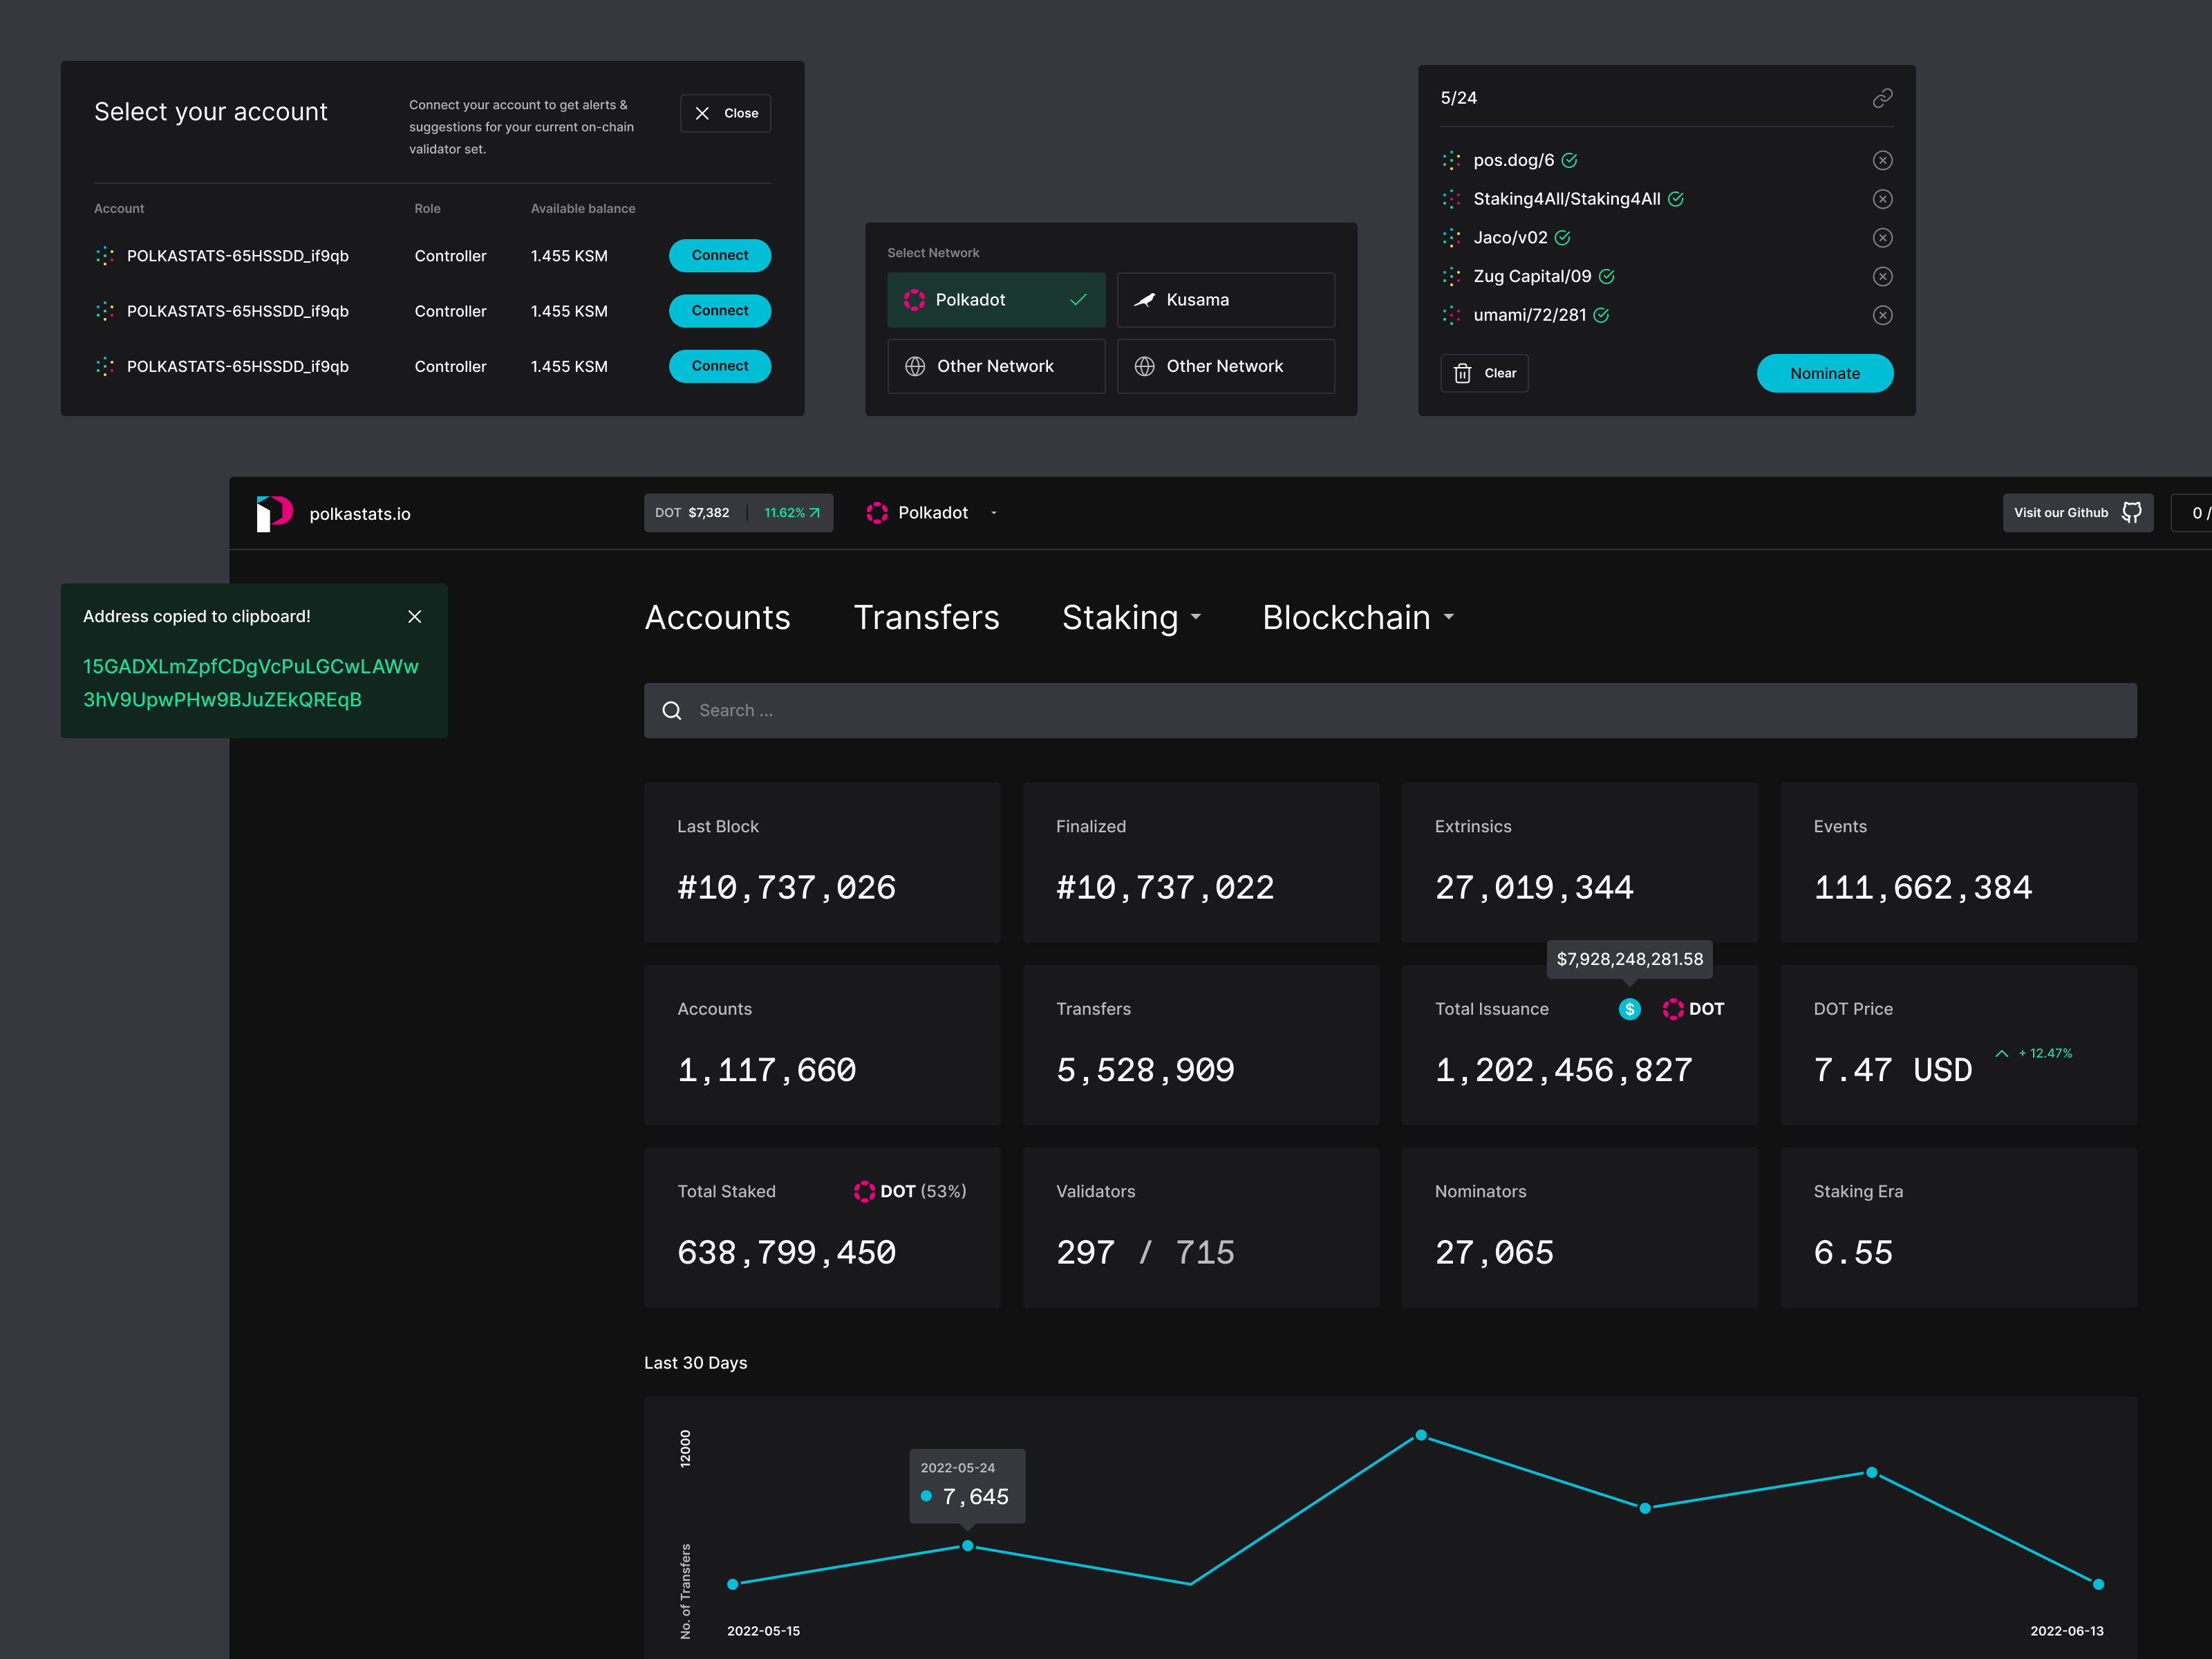 Select your account
Connect your account to get alerts &
suggestions for your current on-chain
validator set.
Close
Account Role Available balance
POLKASTATS-65HSSDD_if9qb Controller 1.455 KSM Connect
POLKASTATS-65HSSDD_if9qb Controller 1.455 KSM Connect
POLKASTATS-65HSSDD_if9qb Controller 1.455 KSM Connect
Select Network
Polkadot Kusama
Other Network Other Network
5/24
pos.dog/6
Staking4All/Staking4All
Jaco/v02
Zug Capital/09
umami/72/281
Clear Nominate
polkastats.io DOT $7,382 11.62% Polkadot Visit our Github 0 /
Address copied to clipboard!
15GADXLmZpfCDgVcPuLGCwLAWw
3hV9UpwPHw9BJuZEkQREqB
Accounts Transfers Staking Blockchain
Search ...
Last Block Finalized Extrinsics Events
#10,737,026 #10,737,022 27,019,344 111,662,384
$7,928,248,281.58
Accounts Transfers Total Issuance $ DOT DOT Price
1,117,660 5,528,909 1,202,456,827 7.47 USD + 12.47%
Total Staked DOT (53%) Validators Nominators Staking Era
638,799,450 297 / 715 27,065 6.55
Last 30 Days
12000
2022-05-24
7,645
No. of Transfers
2022-05-15 2022-06-13